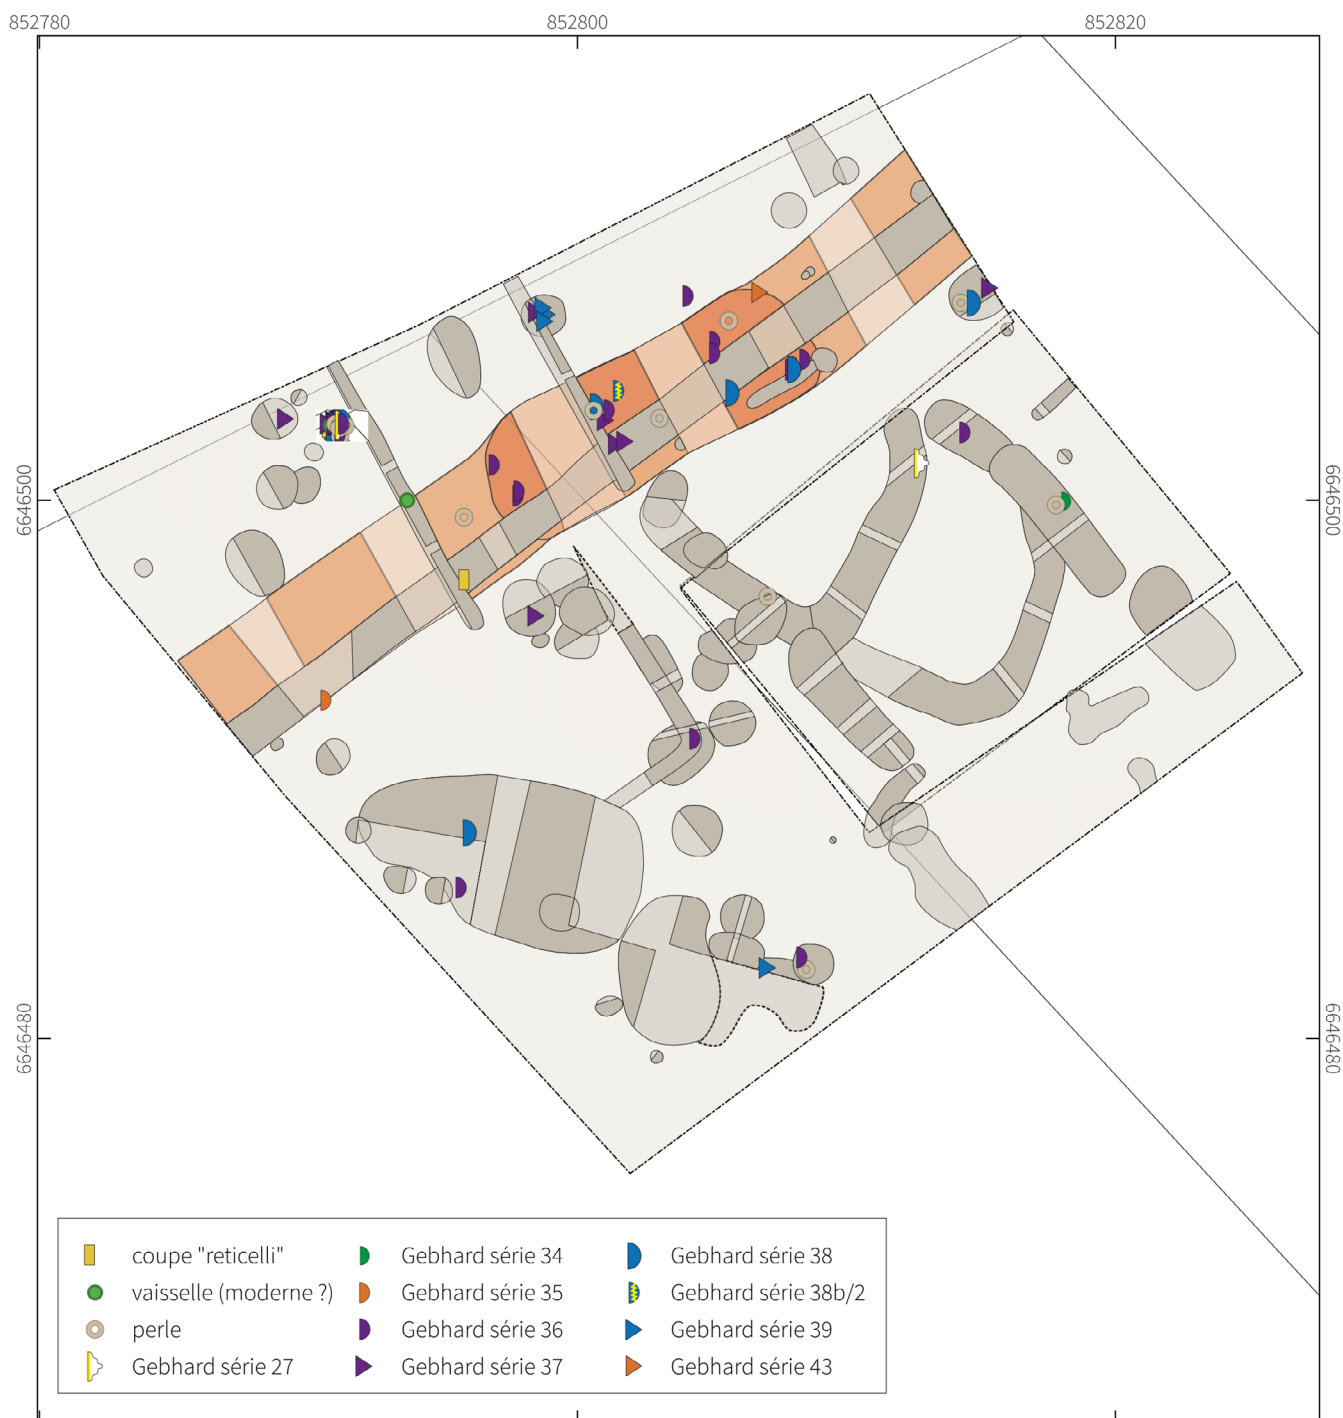 852780 852800 852820
6646500 6646500
6646480 6646480
coupe "reticelli" Gebhard série 34 Gebhard série 38
vaisselle (moderne ?) Gebhard série 35 Gebhard série 38b/2
perle Gebhard série 36 Gebhard série 39
Gebhard série 27 Gebhard série 37 Gebhard série 43